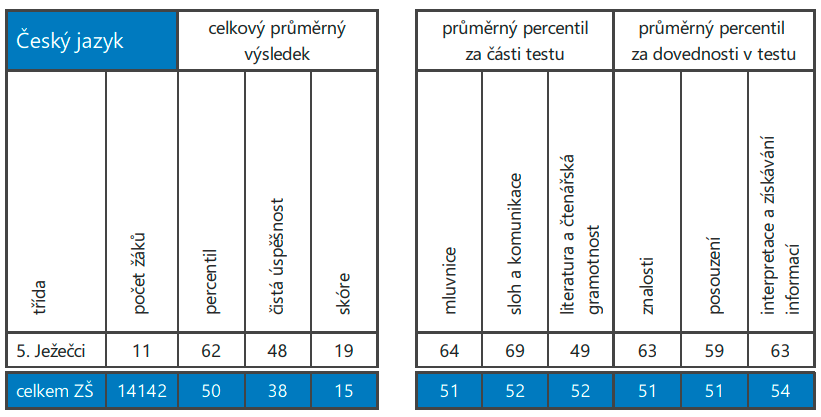 Český jazyk
celkový průměrný
výsledek
průměrný percentil
za části testu
průměrný percentil
za dovednosti v testu
třída
počet žáků
percentil
čistá úspěšnost
skóre
mluvnice
sloh a komunikace
literatura a čtenářská
gramotnost
znalosti
posouzení
interpretace a získávání
informací
5. Ježečci 11 62 48 19 64 69 49 63 59 63
celkem ZŠ 14142 50 38 15 51 52 52 51 51 54